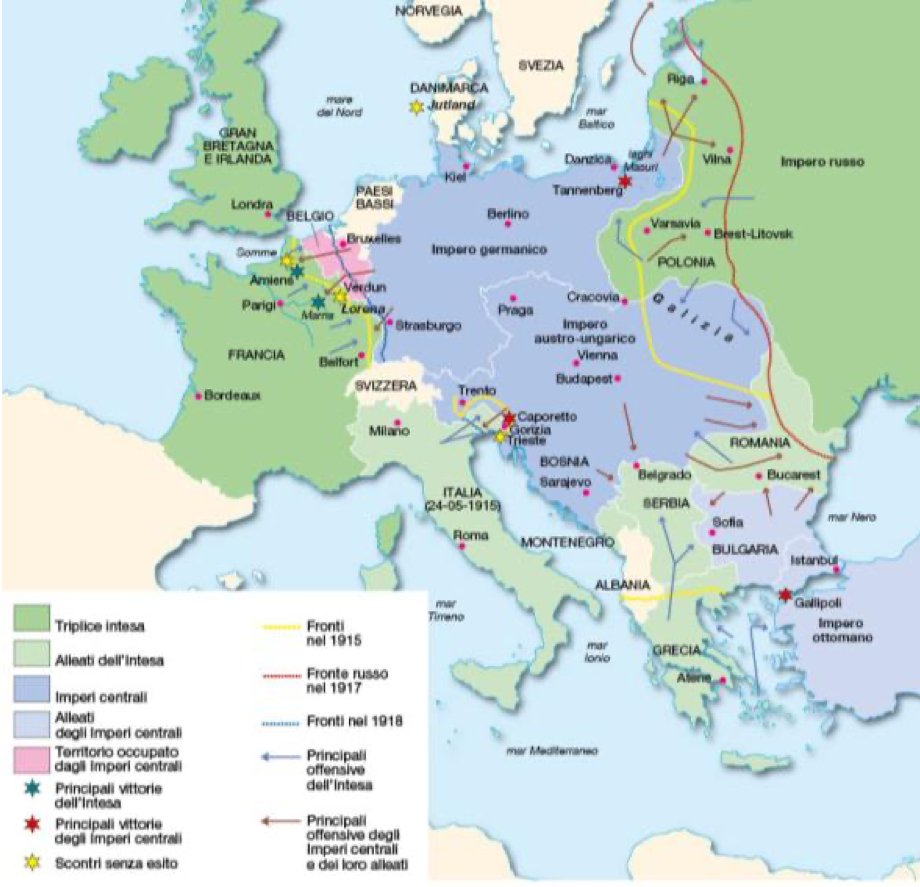 NORVEGIA
SVEZIA
DANIMARCA
Jutland
mare
del Nord
mar
Baltico
Riga
GRAN
BRETAGNA
E IRLANDA
Londra
Kiel
Danzica
laghi
Masuri
Tannenberg
Vilna
Impero russo
PAESI
BASSI
BELGIO
Bruxelles
Berlino
Impero germanico
Varsavia
Brest-Litovsk
POLONIA
Somme
Amiens
Verdun
Parigi
Marna
Lorena
Strasburgo
Praga
Cracovia
Galizia
Impero
austro-ungarico
Vienna
Budapest
FRANCIA
Belfort
SVIZZERA
Bordeaux
Trento
Milano
Caporetto
Gorizia
Trieste
BOSNIA
Sarajevo
Belgrado
ROMANIA
Bucarest
SERBIA
ITALIA
(24-05-1915)
Roma
MONTENEGRO
Sofia
BULGARIA
mar Nero
Istanbul
ALBANIA
Gallipoli
Impero
ottomano
mar
Tirreno
mar
Ionio
GRECIA
Atene
mar Mediterraneo
Triplice intesa
Alleati dell'Intesa
Imperi centrali
Alleati
degli Imperi centrali
Territorio occupato
dagli Imperi centrali
Principali vittorie
dell'Intesa
Principali vittorie
degli Imperi centrali
Scontri senza esito
Fronti
nel 1915
Fronte russo
nel 1917
Fronti nel 1918
Principali
offensive
dell'Intesa
Principali
offensive degli
Imperi centrali
e dei loro alleati